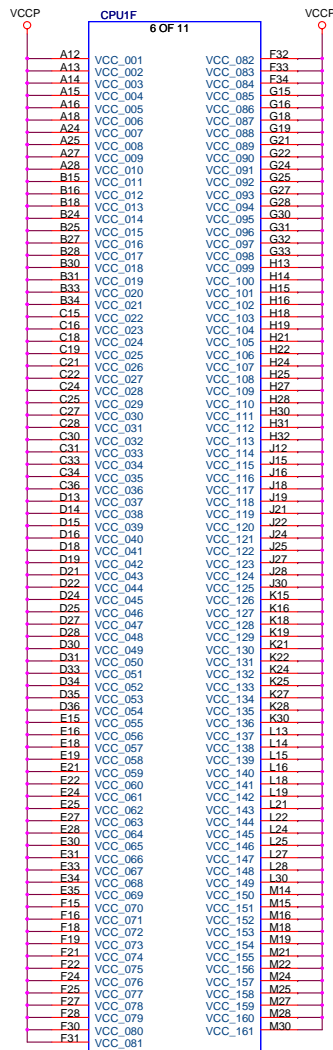 VCCP CPU1F VCCP
6 OF 11
A12 VCC_001 VCC_082 F32
A13 VCC_002 VCC_083 F33
A14 VCC_003 VCC_084 F34
A15 VCC_004 VCC_085 G15
A16 VCC_005 VCC_086 G16
A18 VCC_006 VCC_087 G18
A24 VCC_007 VCC_088 G19
A25 VCC_008 VCC_089 G21
A27 VCC_009 VCC_090 G22
A28 VCC_010 VCC_091 G24
B15 VCC_011 VCC_092 G25
B16 VCC_012 VCC_093 G27
B18 VCC_013 VCC_094 G28
B24 VCC_014 VCC_095 G30
B25 VCC_015 VCC_096 G31
B27 VCC_016 VCC_097 G32
B28 VCC_017 VCC_098 G33
B30 VCC_018 VCC_099 H13
B31 VCC_019 VCC_100 H14
B33 VCC_020 VCC_101 H15
B34 VCC_021 VCC_102 H16
C15 VCC_022 VCC_103 H18
C16 VCC_023 VCC_104 H19
C18 VCC_024 VCC_105 H21
C19 VCC_025 VCC_106 H22
C21 VCC_026 VCC_107 H24
C22 VCC_027 VCC_108 H25
C24 VCC_028 VCC_109 H27
C25 VCC_029 VCC_110 H28
C27 VCC_030 VCC_111 H30
C28 VCC_031 VCC_112 H31
C30 VCC_032 VCC_113 H32
C31 VCC_033 VCC_114 J12
C33 VCC_034 VCC_115 J15
C34 VCC_035 VCC_116 J16
C36 VCC_036 VCC_117 J18
D13 VCC_037 VCC_118 J19
D14 VCC_038 VCC_119 J21
D15 VCC_039 VCC_120 J22
D16 VCC_040 VCC_121 J24
D18 VCC_041 VCC_122 J25
D19 VCC_042 VCC_123 J27
D21 VCC_043 VCC_124 J28
D22 VCC_044 VCC_125 J30
D24 VCC_045 VCC_126 K15
D25 VCC_046 VCC_127 K16
D27 VCC_047 VCC_128 K18
D28 VCC_048 VCC_129 K19
D30 VCC_049 VCC_130 K21
D31 VCC_050 VCC_131 K22
D33 VCC_051 VCC_132 K24
D34 VCC_052 VCC_133 K25
D35 VCC_053 VCC_134 K27
D36 VCC_054 VCC_135 K28
E15 VCC_055 VCC_136 K30
E16 VCC_056 VCC_137 L13
E18 VCC_057 VCC_138 L14
E19 VCC_058 VCC_139 L15
E21 VCC_059 VCC_140 L16
E22 VCC_060 VCC_141 L18
E24 VCC_061 VCC_142 L19
E25 VCC_062 VCC_143 L21
E27 VCC_063 VCC_144 L22
E28 VCC_064 VCC_145 L24
E30 VCC_065 VCC_146 L25
E31 VCC_066 VCC_147 L27
E33 VCC_067 VCC_148 L28
E34 VCC_068 VCC_149 L30
E35 VCC_069 VCC_150 M14
F15 VCC_070 VCC_151 M15
F16 VCC_071 VCC_152 M16
F18 VCC_072 VCC_153 M18
F19 VCC_073 VCC_154 M19
F21 VCC_074 VCC_155 M21
F22 VCC_075 VCC_156 M22
F24 VCC_076 VCC_157 M24
F25 VCC_077 VCC_158 M25
F27 VCC_078 VCC_159 M27
F28 VCC_079 VCC_160 M28
F30 VCC_080 VCC_161 M30
F31 VCC_081